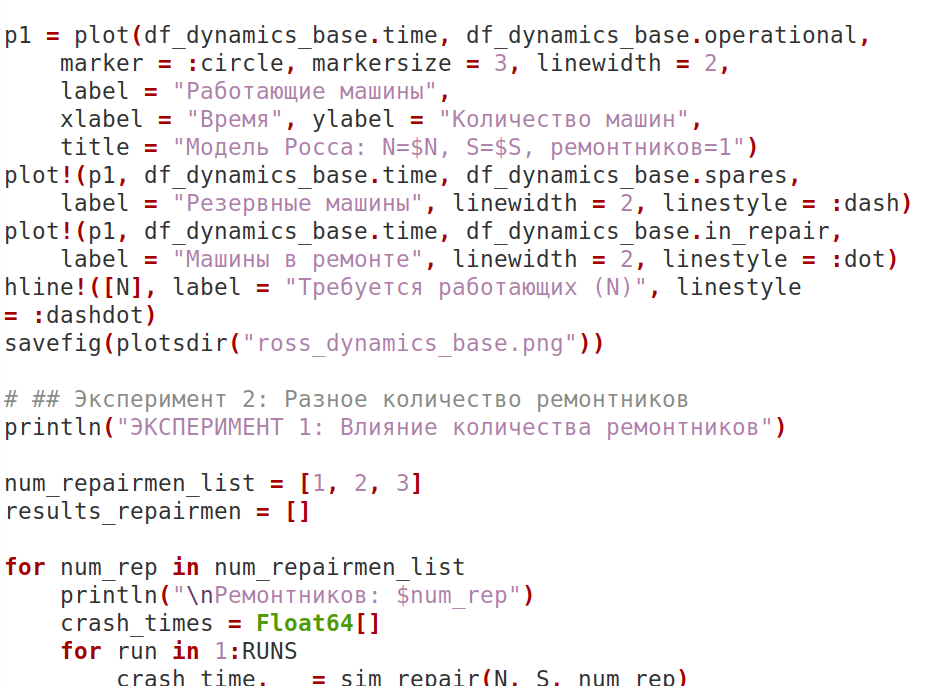 p1 = plot(df_dynamics_base.time, df_dynamics_base.operational,
    marker = :circle, markersize = 3, linewidth = 2,
    label = "Работающие машины",
    xlabel = "Время", ylabel = "Количество машин",
    title = "Модель Росса: N=$N, S=$S, ремонтников=1")
plot!(p1, df_dynamics_base.time, df_dynamics_base.spares,
    label = "Резервные машины", linewidth = 2, linestyle = :dash)
plot!(p1, df_dynamics_base.time, df_dynamics_base.in_repair,
    label = "Машины в ремонте", linewidth = 2, linestyle = :dot)
hline!([N], label = "Требуется работающих (N)", linestyle
= :dashdot)
savefig(plotsdir("ross_dynamics_base.png"))

# ## Эксперимент 2: Разное количество ремонтников
println("ЭКСПЕРИМЕНТ 1: Влияние количества ремонтников")

num_repairmen_list = [1, 2, 3]
results_repairmen = []

for num_rep in num_repairmen_list
    println("\nРемонтников: $num_rep")
    crash_times = Float64[]
    for run in 1:RUNS
        crash_time, _ = sim_repair(N, S, num_rep)